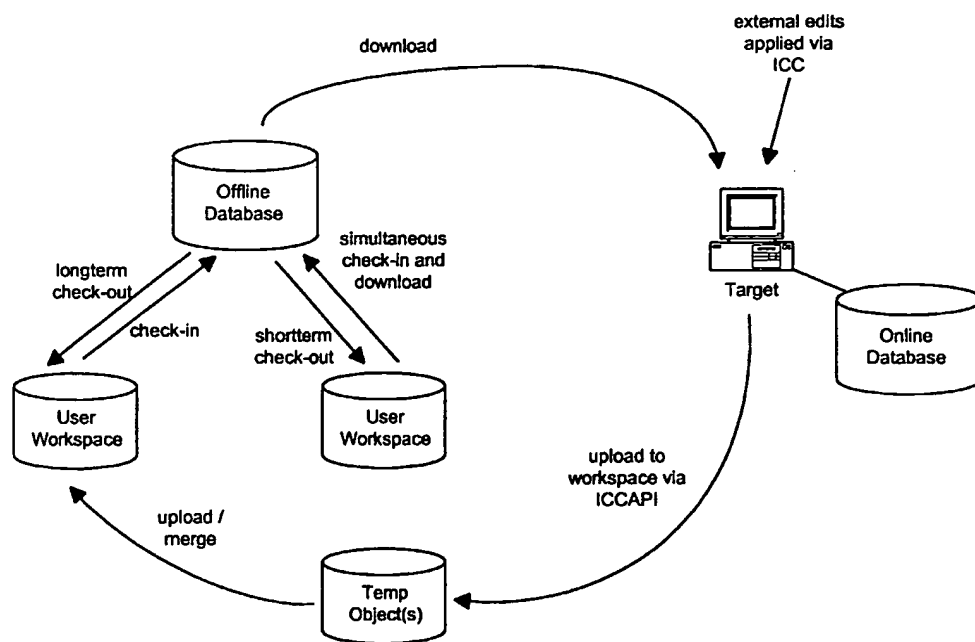 download
external edits
applied via
ICC
Offline
Database
simultaneous
check-in and
download
longterm
check-out
check-in
shortterm
check-out
Target
Online
Database
User
Workspace
User
Workspace
upload to
workspace via
ICCAPI
upload /
merge
Temp
Object(s)